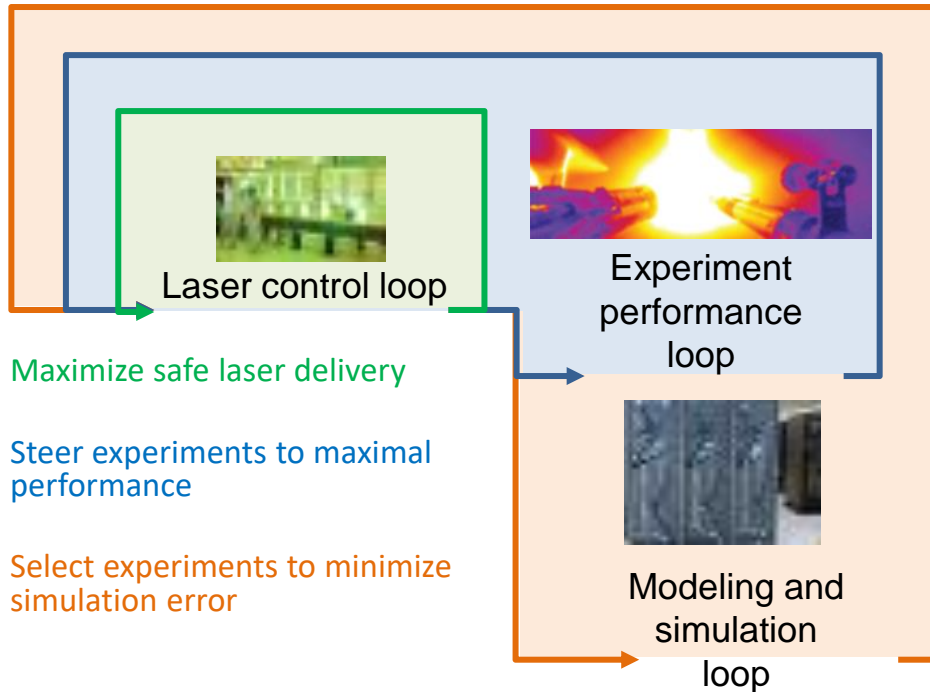 Laser control loop
Experiment
performance
loop
Maximize safe laser delivery
Steer experiments to maximal
performance
Select experiments to minimize
simulation error
Modeling and
simulation
loop